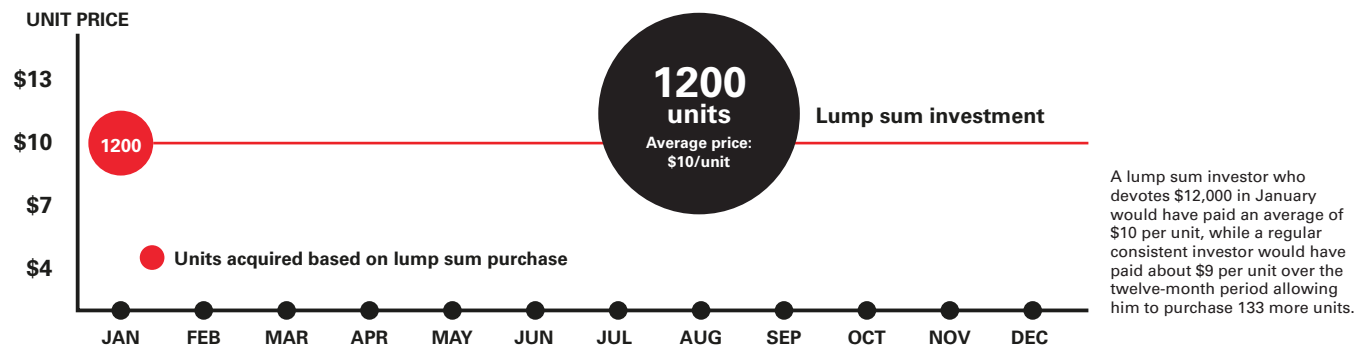 UNIT PRICE
$13
$10
$7
$4
1200
1200
units
Average price:
$10/unit
Lump sum investment
Units acquired based on lump sum purchase
JAN FEB MAR APR MAY JUN JUL AUG SEP OCT NOV DEC
A lump sum investor who
devotes $12,000 in January
would have paid an average of
$10 per unit, while a regular
consistent investor would have
paid about $9 per unit over the
twelve-month period allowing
him to purchase 133 more units.